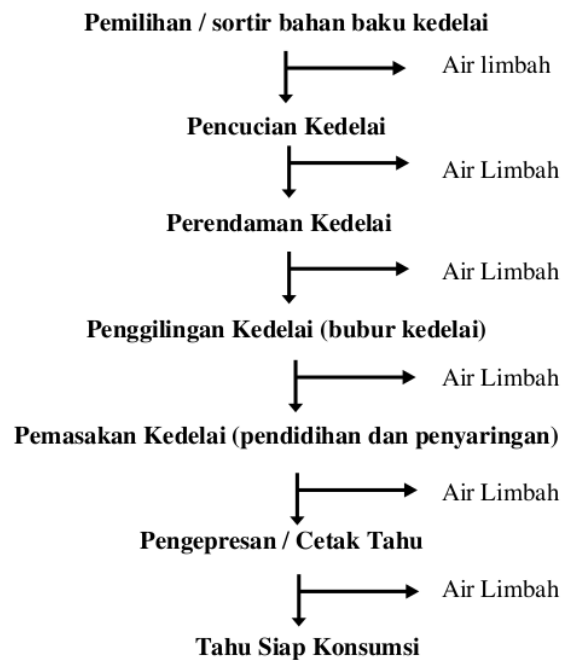 Pemilihan / sortir bahan baku kedelai
Air limbah
Pencucian Kedelai
Air Limbah
Perendaman Kedelai
Air Limbah
Penggilingan Kedelai (bubur kedelai)
Air Limbah
Pemasakan Kedelai (pendidihan dan penyaringan)
Air Limbah
Pengepresan / Cetak Tahu
Air Limbah
Tahu Siap Konsumsi